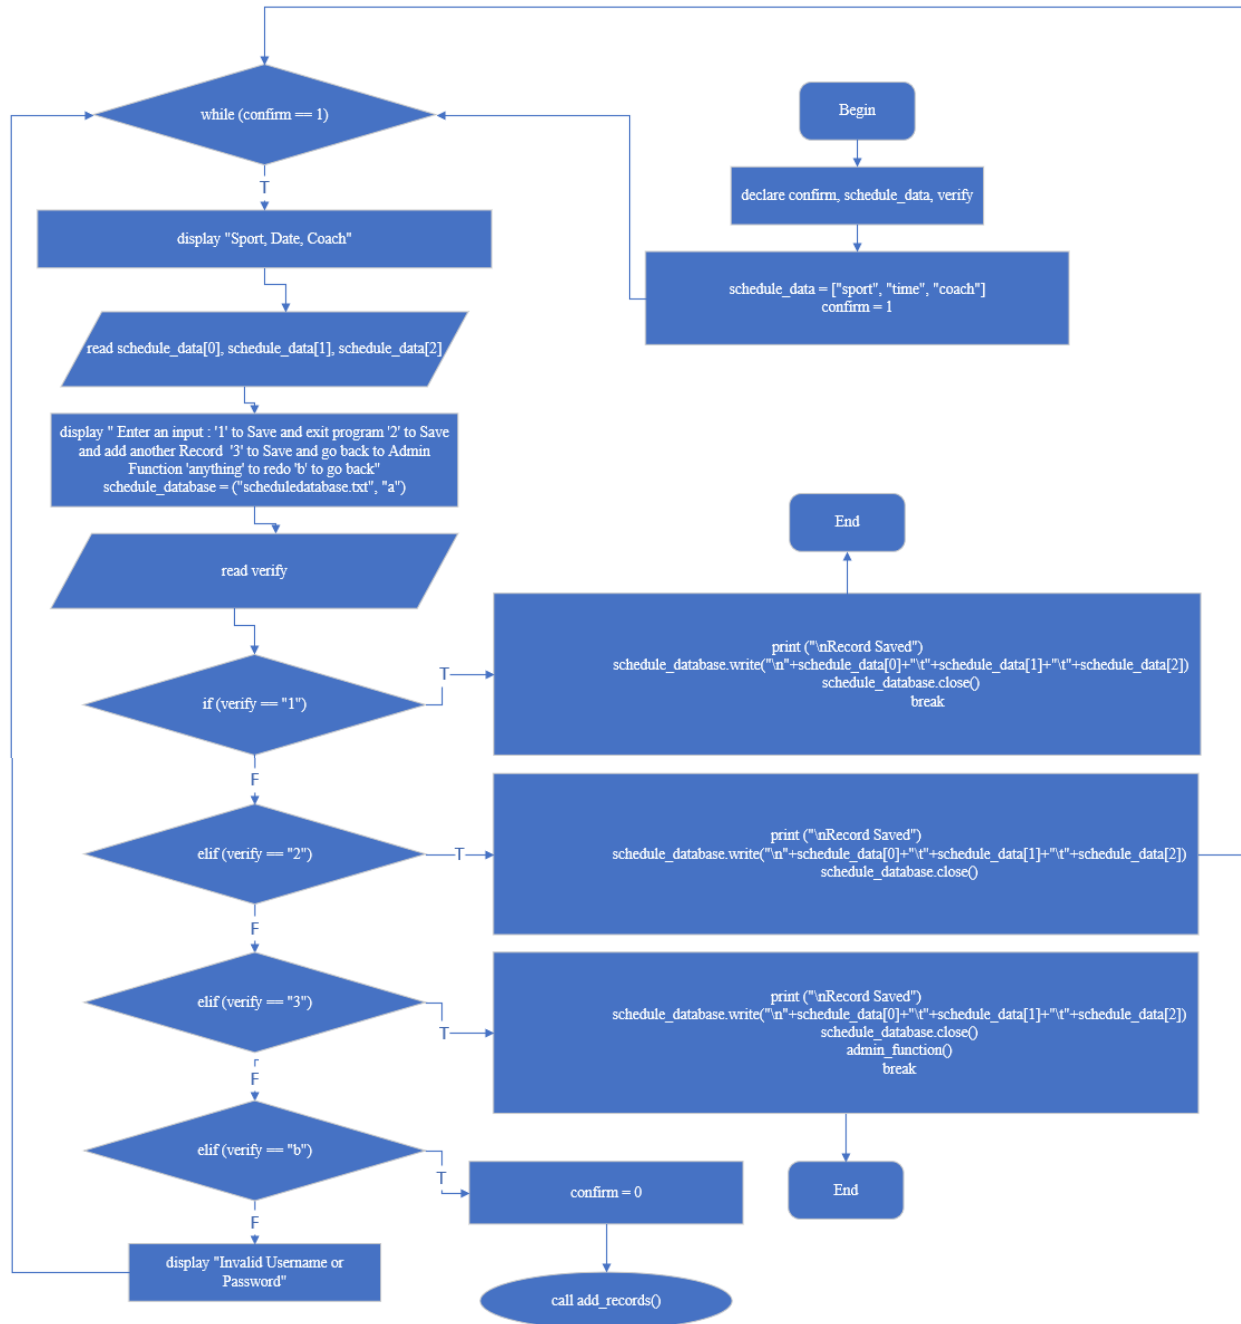 Begin
declare confirm, schedule_data, verify
schedule_data = ["sport", "time", "coach"]
confirm = 1
while (confirm == 1)
T
display "Sport, Date, Coach"
read schedule_data[0], schedule_data[1], schedule_data[2]
display " Enter an input : '1' to Save and exit program '2' to Save
and add another Record  '3' to Save and go back to Admin
Function 'anything' to redo 'b' to go back"
schedule_database = ("scheduledatabase.txt", "a")
read verify
if (verify == "1")
T
print ("\nRecord Saved")
schedule_database.write("\n"+schedule_data[0]+"\t"+schedule_data[1]+"\t"+schedule_data[2])
schedule_database.close()
break
End
F
elif (verify == "2")
T
print ("\nRecord Saved")
schedule_database.write("\n"+schedule_data[0]+"\t"+schedule_data[1]+"\t"+schedule_data[2])
schedule_database.close()
F
elif (verify == "3")
T
print ("\nRecord Saved")
schedule_database.write("\n"+schedule_data[0]+"\t"+schedule_data[1]+"\t"+schedule_data[2])
schedule_database.close()
admin_function()
break
End
F
elif (verify == "b")
T
confirm = 0
call add_records()
F
display "Invalid Username or
Password"